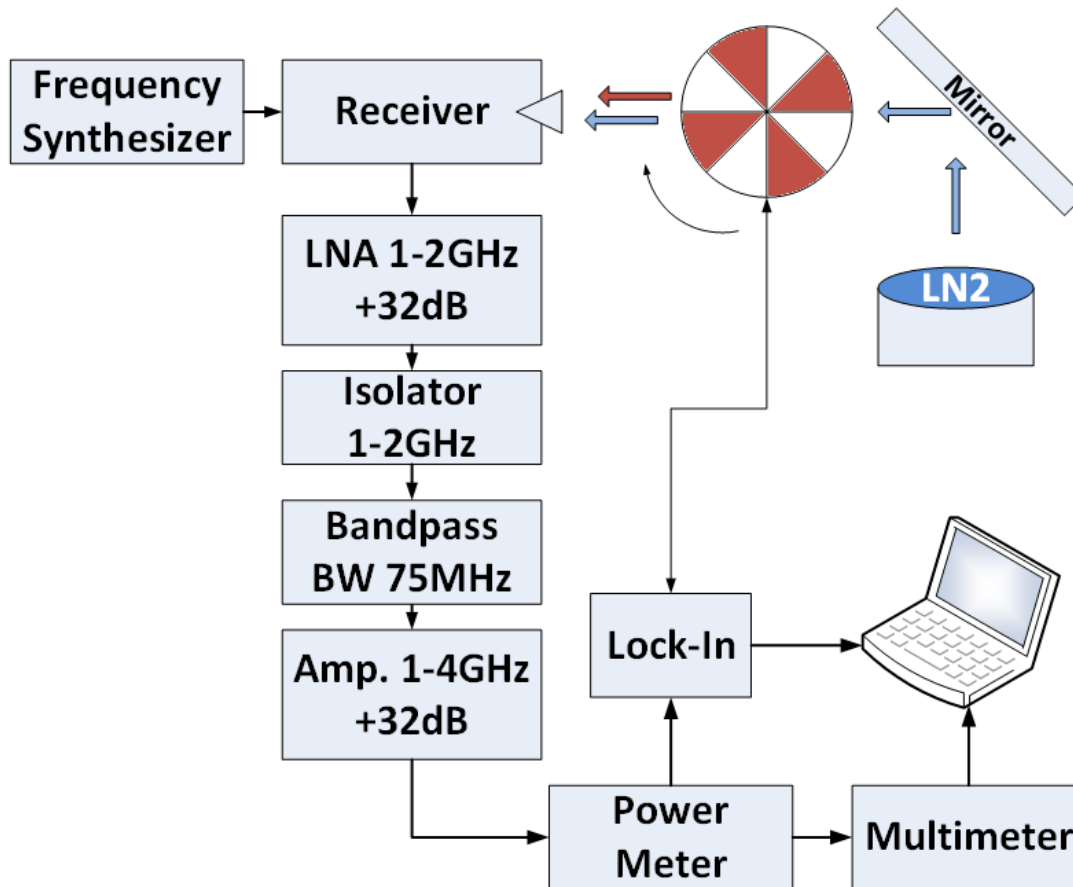 Frequency
Synthesizer
Receiver
Mirror
LNA 1-2GHz
+32dB
LN2
Isolator
1-2GHz
Bandpass
BW 75MHz
Lock-In
Amp. 1-4GHz
+32dB
Power
Meter
Multimeter